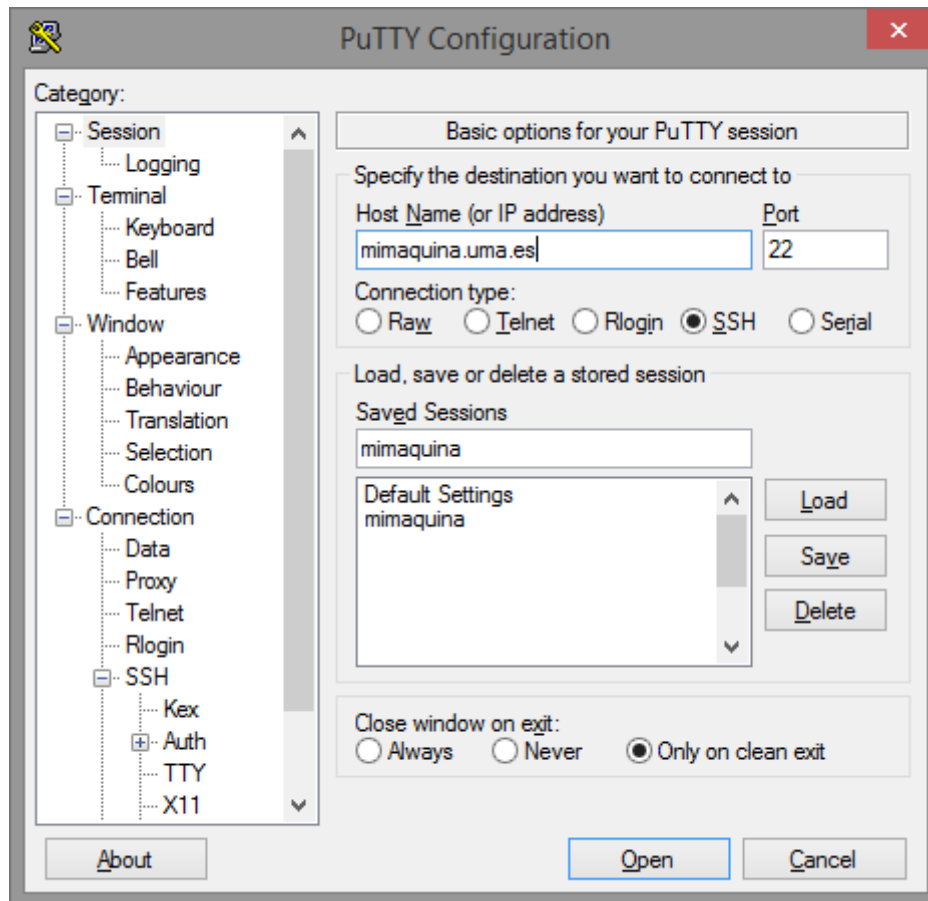 PuTTY Configuration
Category:
Session
Logging
Terminal
Keyboard
Bell
Features
Window
Appearance
Behaviour
Translation
Selection
Colours
Connection
Data
Proxy
Telnet
Rlogin
SSH
Kex
Auth
TTY
X11
Basic options for your PuTTY session
Specify the destination you want to connect to
Host Name (or IP address) Port
mimaquina.uma.es 22
Connection type:
Raw Telnet Rlogin SSH Serial
Load, save or delete a stored session
Saved Sessions
mimaquina
Default Settings
mimaquina
Load
Save
Delete
Close window on exit:
Always Never Only on clean exit
About Open Cancel